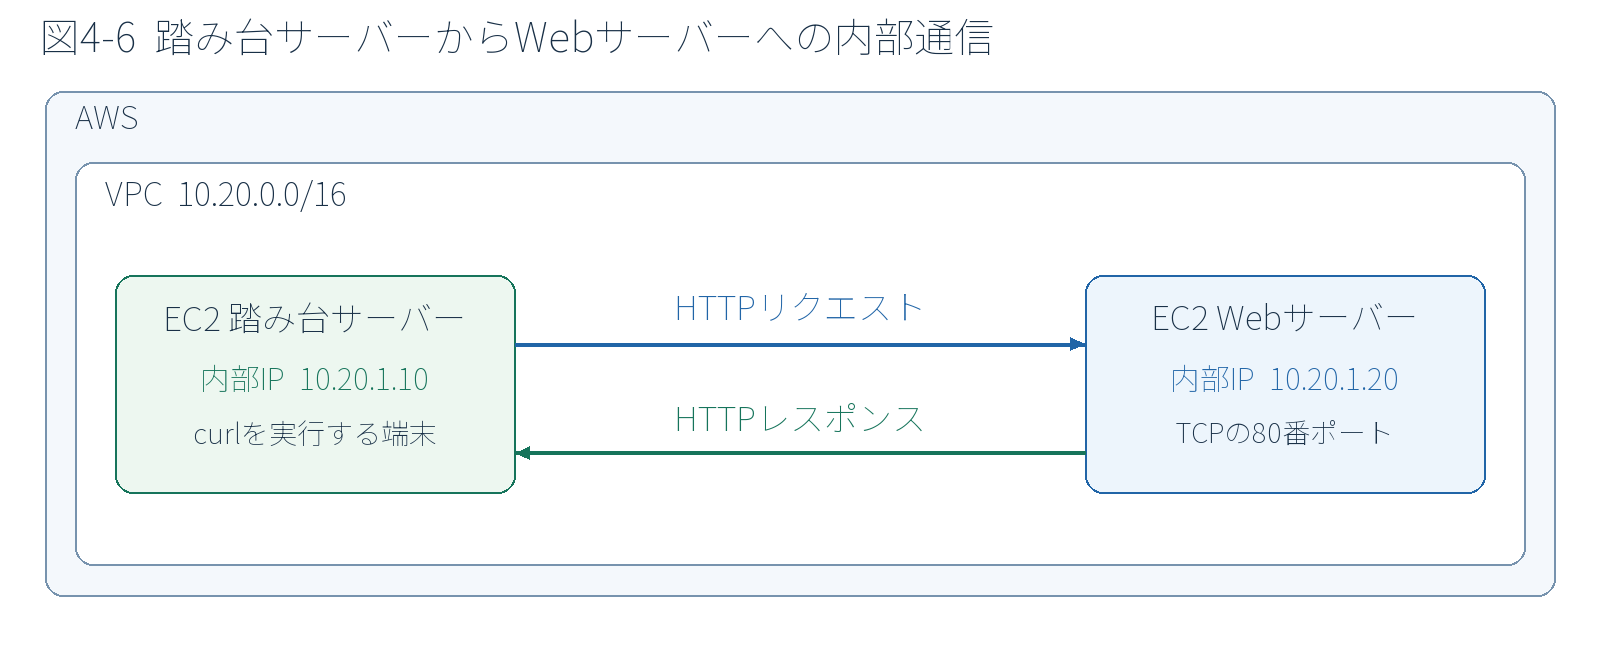 図4-6 踏み台サーバーからWebサーバーへの内部通信
AWS
VPC 10.20.0.0/16
EC2 踏み台サーバー
内部IP 10.20.1.10
curlを実行する端末
HTTPリクエスト
HTTPレスポンス
EC2 Webサーバー
内部IP 10.20.1.20
TCPの80番ポート